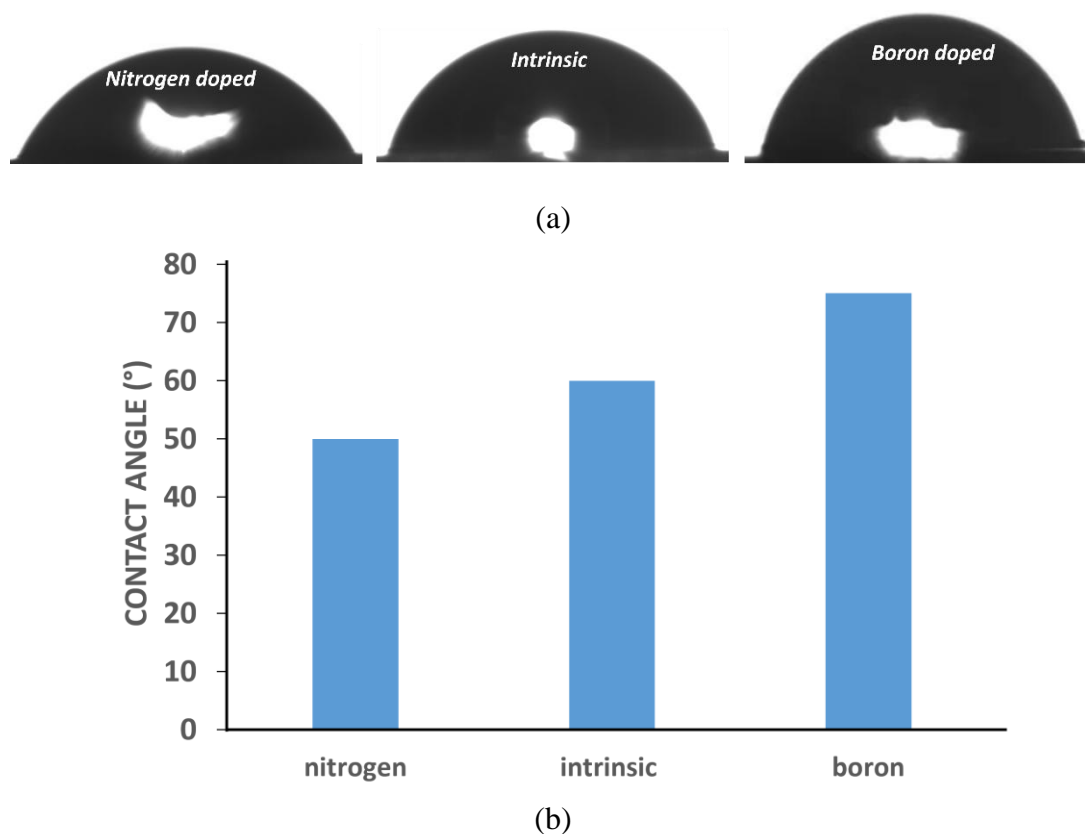 Nitrogen doped
Intrinsic
Boron doped
(a)
80
70
60
50
40
30
20
10
0
CONTACT ANGLE (°)
nitrogen
intrinsic
boron
(b)